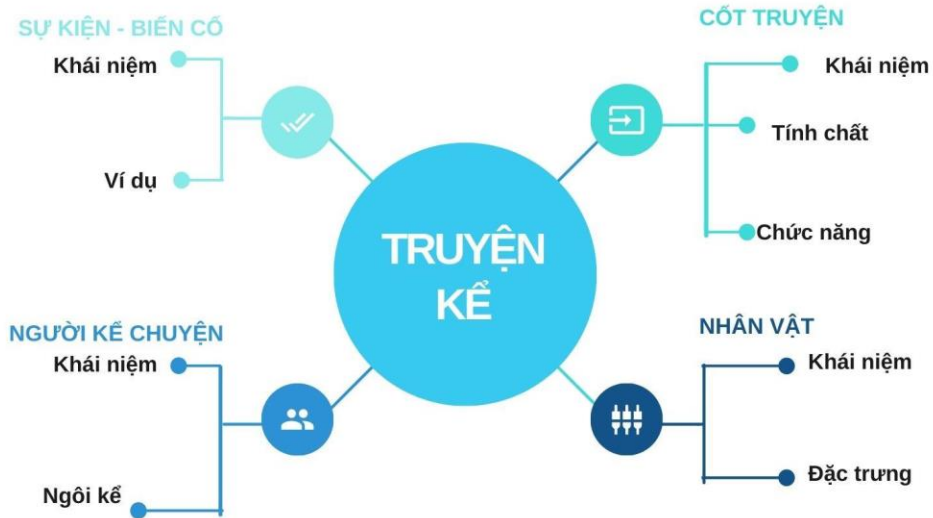 SỰ KIỆN - BIẾN CỐ
Khái niệm
Ví dụ
CỐT TRUYỆN
Khái niệm
Tính chất
Chức năng
TRUYỆN
KỂ
NGƯỜI KỂ CHUYỆN
Khái niệm
Ngôi kể
NHÂN VẬT
Khái niệm
Đặc trưng